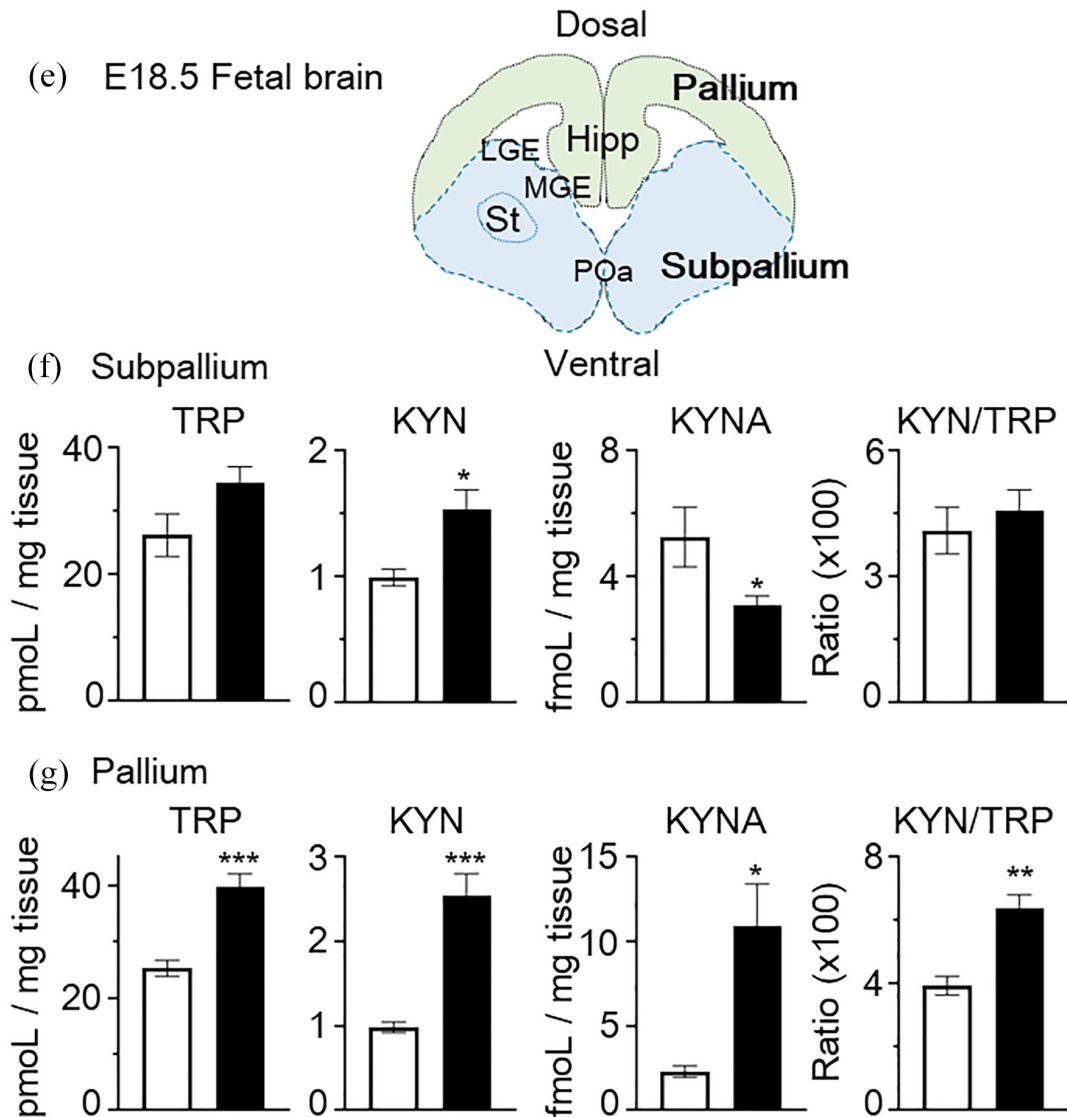 Dosal
(e) E18.5 Fetal brain
Pallium
Hipp
LGE
MGE
St
POa
Subpallium
Ventral
(f) Subpallium
TRP
KYN
KYNA
KYN/TRP
pmoL / mg tissue
40
20
0
2
1
0
*
fmoL / mg tissue
8
4
0
*
Ratio (x100)
6
3
0
(g) Pallium
TRP
KYN
KYNA
KYN/TRP
pmoL / mg tissue
40
20
0
***
3
2
1
0
***
fmoL / mg tissue
15
10
5
0
*
Ratio (x100)
8
4
0
**